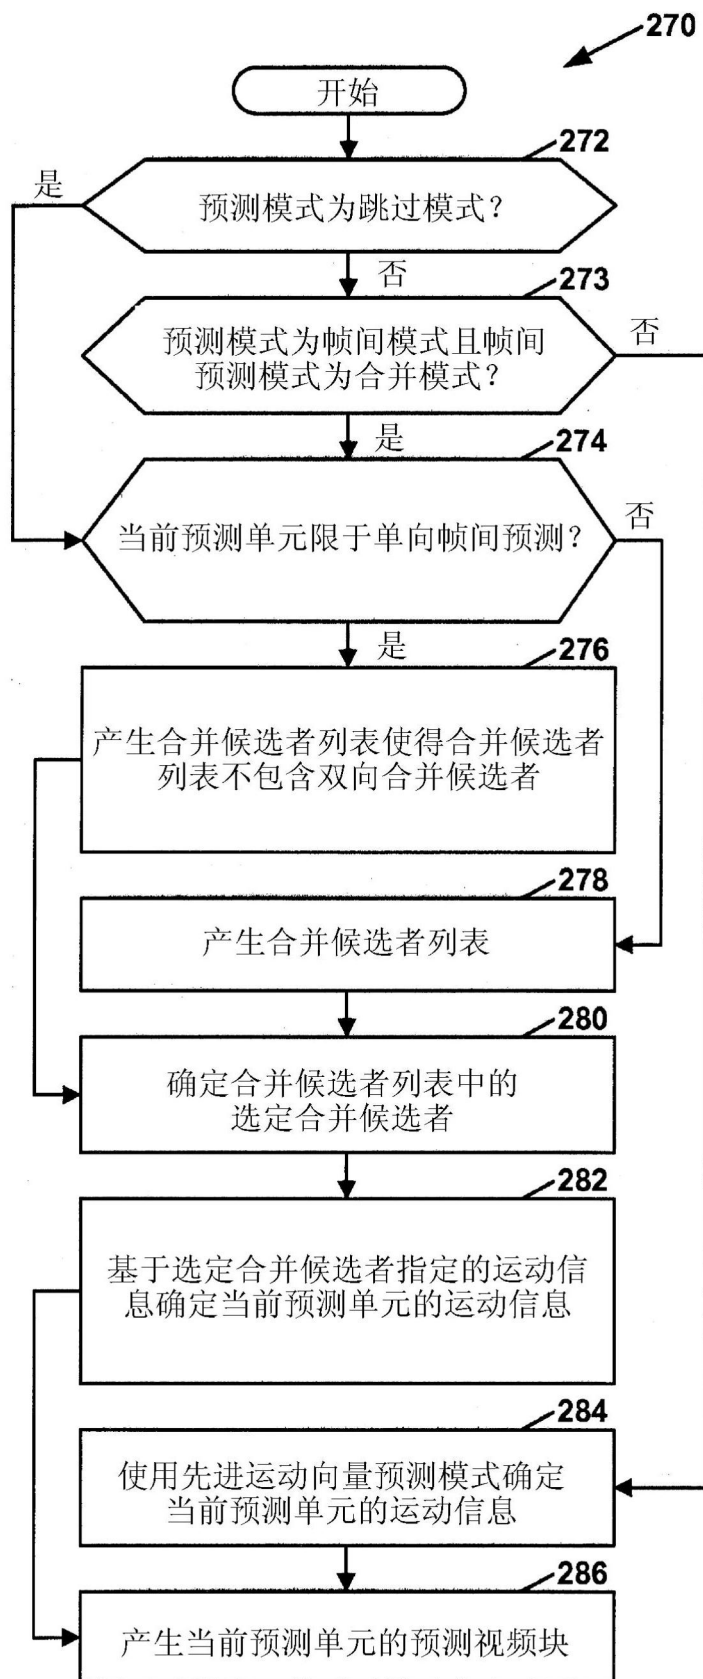 270
开始
272
是
预测模式为跳过模式?
否
273
预测模式为帧间模式且帧间
预测模式为合并模式?
否
是
274
当前预测单元限于单向帧间预测?
否
是
276
产生合并候选者列表使得合并候选者
列表不包含双向合并候选者
278
产生合并候选者列表
280
确定合并候选者列表中的
选定合并候选者
282
基于选定合并候选者指定的运动信
息确定当前预测单元的运动信息
284
使用先进运动向量预测模式确定
当前预测单元的运动信息
286
产生当前预测单元的预测视频块